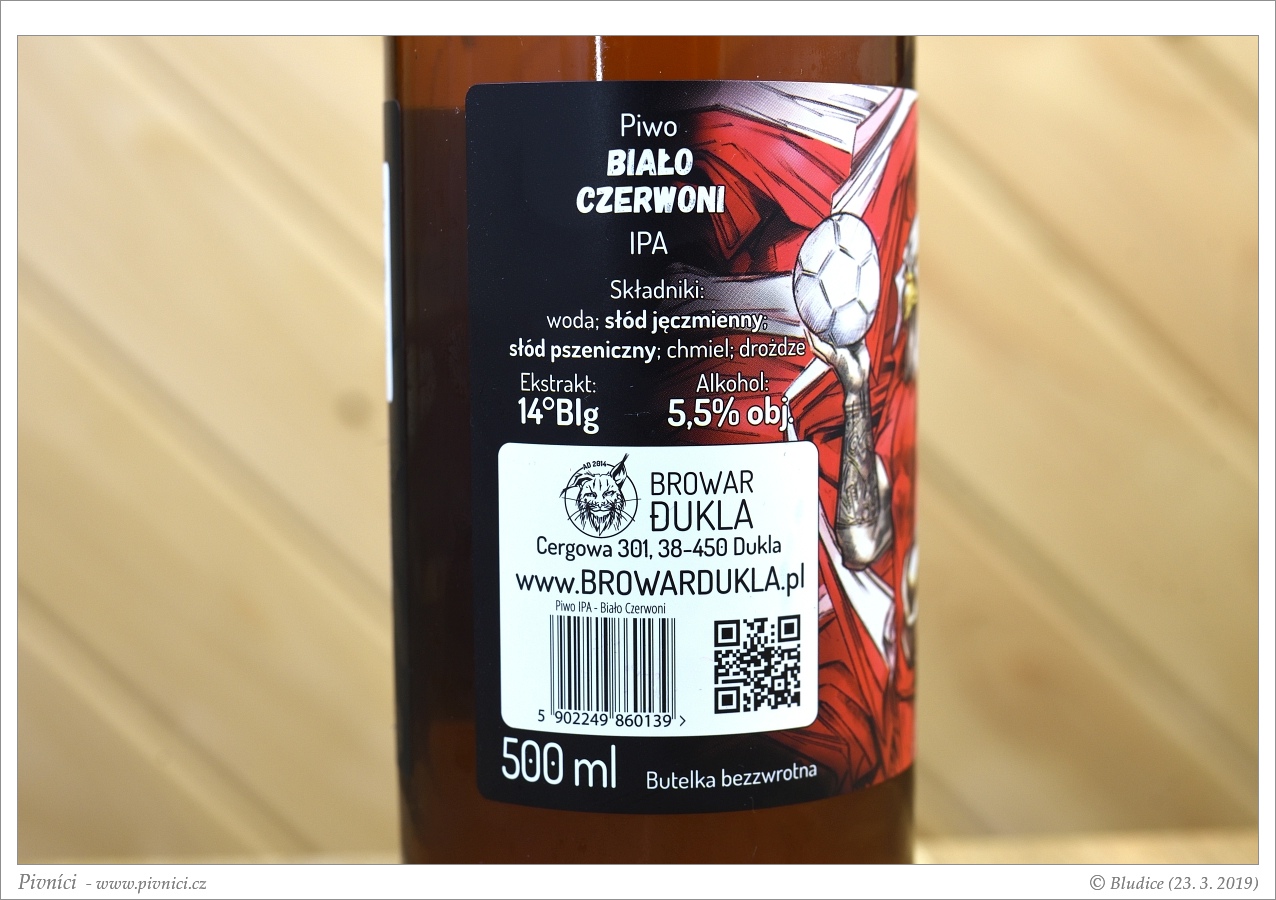 Piwo
BIAŁO
CZERWONI
IPA
Składniki:
woda; słód jęczmienny;
słód pszeniczny; chmiel; drożdże
Ekstrakt: Alkohol:
14°Blg 5,5% obj.
AD 2014
BROWAR
ĐUKLA
Cergowa 301, 38-450 Dukla
www.BROWARDUKLA.pl
Piwo IPA - Biało Czerwoni
5 902249 860139 >
500 ml Butelka bezzwrotna
Pivníci - www.pivnici.cz © Bludice (23. 3. 2019)